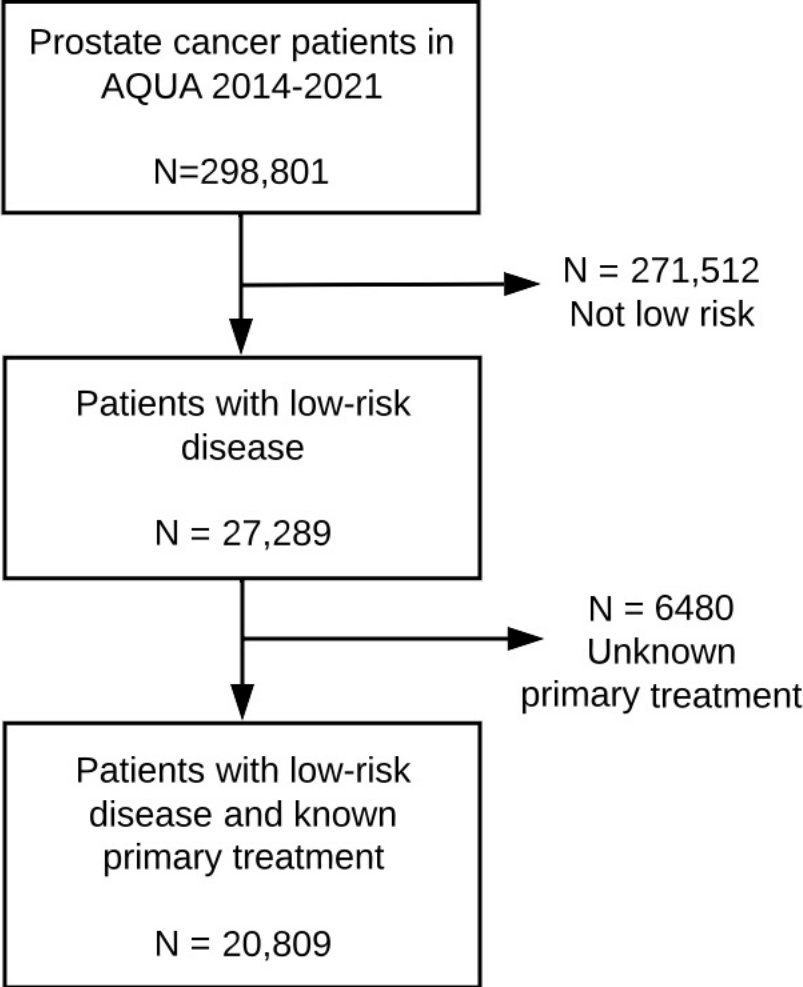 Prostate cancer patients in
AQUA 2014-2021
N=298,801
N = 271,512
Not low risk
Patients with low-risk
disease
N = 27,289
N = 6480
Unknown
primary treatment
Patients with low-risk
disease and known
primary treatment
N = 20,809